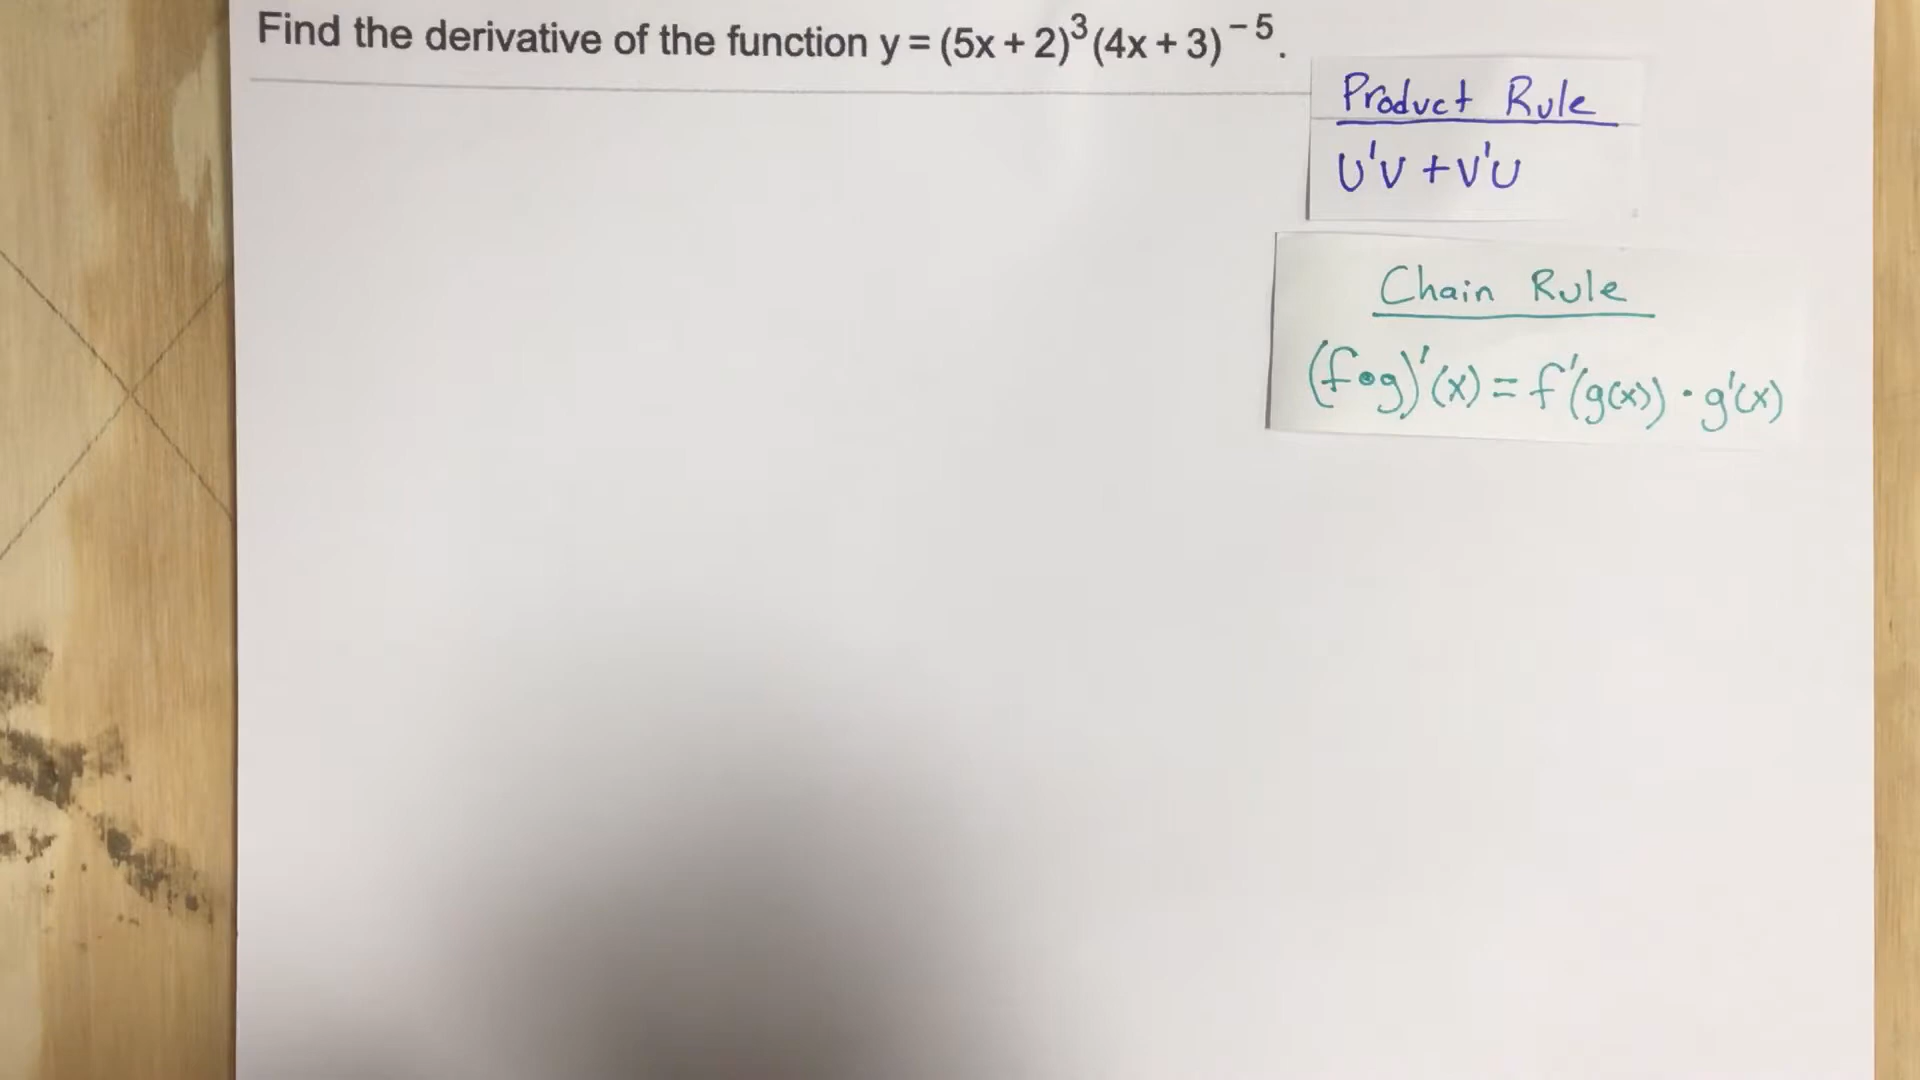 Find the derivative of the function y = (5x + 2)³(4x + 3)⁻⁵.
Product Rule
U'V + V'U
Chain Rule
(f∘g)'(x) = f'(g(x)) · g'(x)